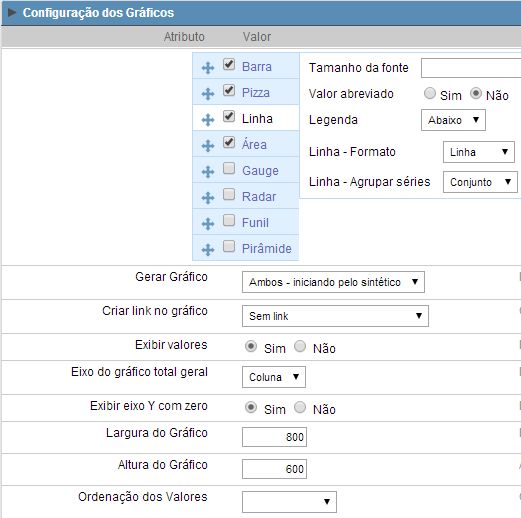 Configuração dos Gráficos
Atributo Valor
Barra
Pizza
Linha
Área
Gauge
Radar
Funil
Pirâmide
Tamanho da fonte
Valor abreviado Sim Não
Legenda Abaixo
Linha - Formato Linha
Linha - Agrupar séries Conjunto
Gerar Gráfico Ambos - iniciando pelo sintético
Criar link no gráfico Sem link
Exibir valores Sim Não
Eixo do gráfico total geral Coluna
Exibir eixo Y com zero Sim Não
Largura do Gráfico 800
Altura do Gráfico 600
Ordenação dos Valores